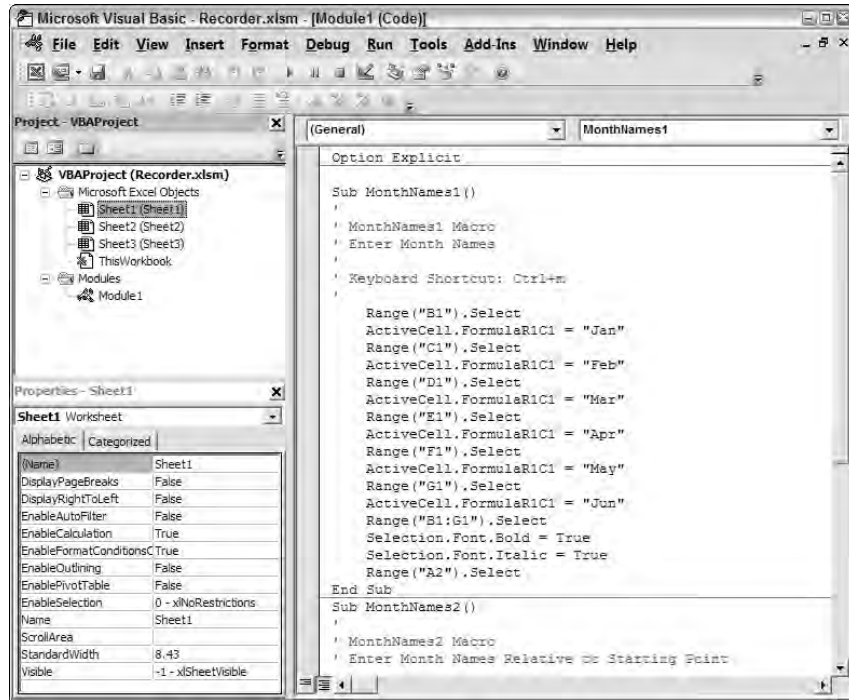 Microsoft Visual Basic - Recorder.xlsm - [Module1 (Code)]
File Edit View Insert Format Debug Run Tools Add-Ins Window Help
Project - VBAProject
VBAProject (Recorder.xlsm)
Microsoft Excel Objects
Sheet1 (Sheet1)
Sheet2 (Sheet2)
Sheet3 (Sheet3)
ThisWorkbook
Modules
Module1
Properties - Sheet1
Sheet1 Worksheet
Alphabetic Categorized
(Name) Sheet1
DisplayPageBreaks False
DisplayRightToLeft False
EnableAutoFilter False
EnableCalculation True
EnableFormatConditionsC True
EnableOutlining False
EnablePivotTable False
EnableSelection 0 - xlNoRestrictions
Name Sheet1
ScrollArea
StandardWidth 8.43
Visible -1 - xlSheetVisible
(General) MonthNames1
Option Explicit
Sub MonthNames1()
'
' MonthNames1 Macro
' Enter Month Names
'
' Keyboard Shortcut: Ctrl+m
'
Range("B1").Select
ActiveCell.FormulaR1C1 = "Jan"
Range("C1").Select
ActiveCell.FormulaR1C1 = "Feb"
Range("D1").Select
ActiveCell.FormulaR1C1 = "Mar"
Range("E1").Select
ActiveCell.FormulaR1C1 = "Apr"
Range("F1").Select
ActiveCell.FormulaR1C1 = "May"
Range("G1").Select
ActiveCell.FormulaR1C1 = "Jun"
Range("B1:G1").Select
Selection.Font.Bold = True
Selection.Font.Italic = True
Range("A2").Select
End Sub
Sub MonthNames2()
'
' MonthNames2 Macro
' Enter Month Names Relative to Starting Point